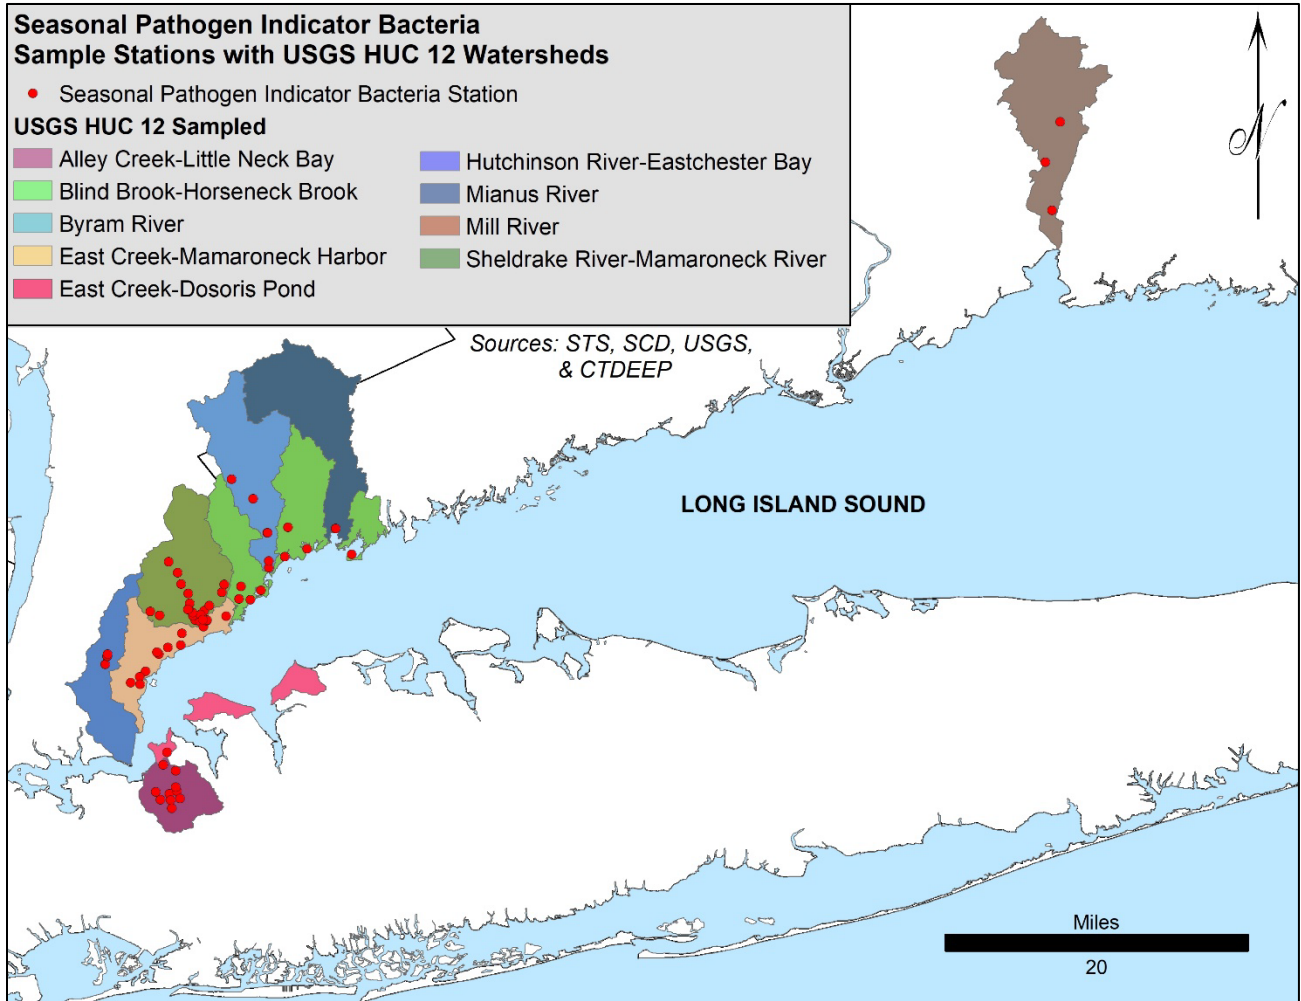 Seasonal Pathogen Indicator Bacteria
Sample Stations with USGS HUC 12 Watersheds
Seasonal Pathogen Indicator Bacteria Station
USGS HUC 12 Sampled
Alley Creek-Little Neck Bay
Blind Brook-Horseneck Brook
Byram River
East Creek-Mamaroneck Harbor
East Creek-Dosoris Pond
Hutchinson River-Eastchester Bay
Mianus River
Mill River
Sheldrake River-Mamaroneck River
N
Sources: STS, SCD, USGS,
& CTDEEP
LONG ISLAND SOUND
Miles
20